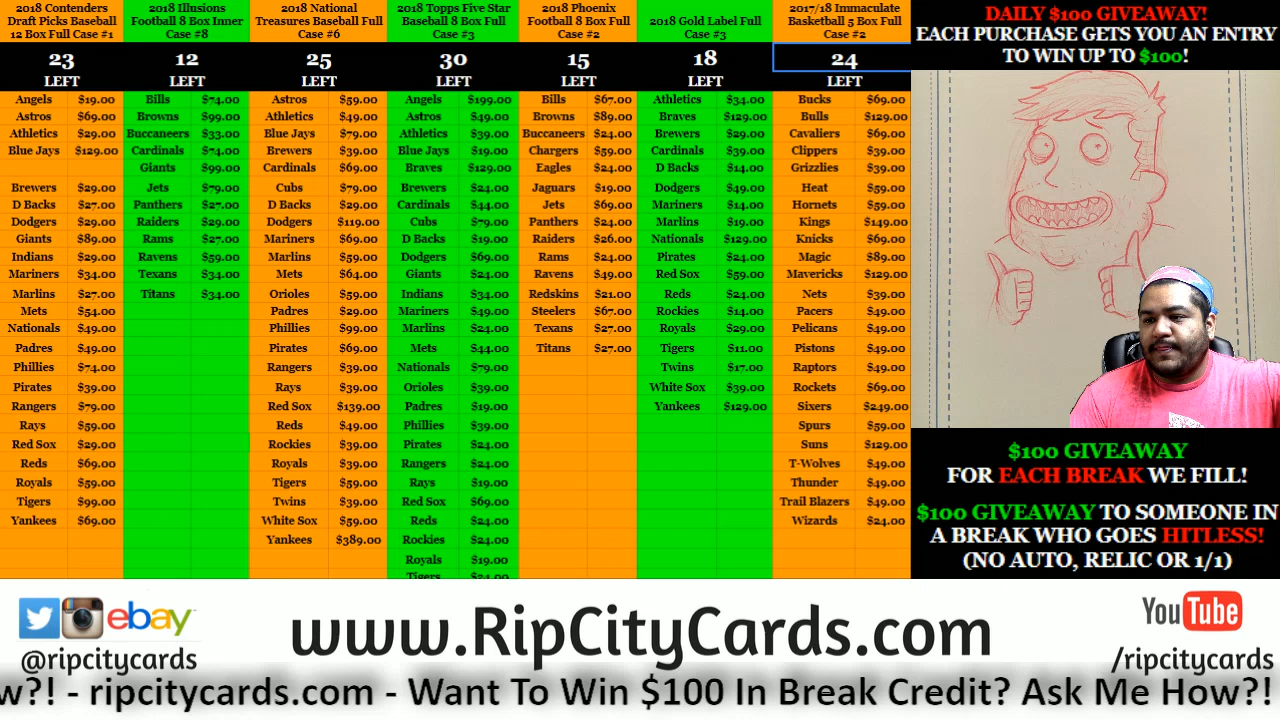 2018 Contenders
Draft Picks Baseball
12 Box Full Case #1
23
LEFT
Angels $19.00
Astros $69.00
Athletics $29.00
Blue Jays $129.00
Brewers $29.00
D Backs $27.00
Dodgers $29.00
Giants $89.00
Indians $29.00
Mariners $34.00
Marlins $27.00
Mets $54.00
Nationals $49.00
Padres $49.00
Phillies $74.00
Pirates $39.00
Rangers $79.00
Rays $59.00
Red Sox $29.00
Reds $69.00
Royals $59.00
Tigers $99.00
Yankees $69.00
2018 Illusions
Football 8 Box Inner
Case #8
12
LEFT
Bills $74.00
Browns $99.00
Buccaneers $33.00
Cardinals $74.00
Giants $99.00
Jets $79.00
Panthers $27.00
Raiders $29.00
Rams $27.00
Ravens $59.00
Texans $34.00
Titans $34.00
2018 National
Treasures Baseball Full
Case #6
25
LEFT
Astros $59.00
Athletics $49.00
Blue Jays $79.00
Brewers $39.00
Cardinals $69.00
Cubs $79.00
D Backs $29.00
Dodgers $119.00
Mariners $69.00
Marlins $59.00
Mets $64.00
Orioles $59.00
Padres $29.00
Phillies $99.00
Pirates $69.00
Rangers $39.00
Rays $39.00
Red Sox $139.00
Reds $49.00
Rockies $39.00
Royals $39.00
Tigers $59.00
Twins $39.00
White Sox $59.00
Yankees $389.00
2018 Topps Five Star
Baseball 8 Box Full
Case #3
30
LEFT
Angels $199.00
Astros $49.00
Athletics $39.00
Blue Jays $19.00
Braves $129.00
Brewers $24.00
Cardinals $44.00
Cubs $79.00
D Backs $19.00
Dodgers $69.00
Giants $24.00
Indians $34.00
Mariners $49.00
Marlins $24.00
Mets $44.00
Nationals $79.00
Orioles $39.00
Padres $19.00
Phillies $39.00
Pirates $24.00
Rangers $24.00
Rays $19.00
Red Sox $69.00
Reds $24.00
Rockies $24.00
Royals $19.00
Tigers $24.00
2018 Phoenix
Football 8 Box Full
Case #2
15
LEFT
Bills $67.00
Browns $89.00
Buccaneers $24.00
Chargers $59.00
Eagles $24.00
Jaguars $19.00
Jets $69.00
Panthers $24.00
Raiders $26.00
Rams $24.00
Ravens $49.00
Redskins $21.00
Steelers $67.00
Texans $27.00
Titans $27.00
2018 Gold Label Full
Case #3
18
LEFT
Athletics $34.00
Braves $129.00
Brewers $29.00
Cardinals $39.00
D Backs $14.00
Dodgers $49.00
Mariners $14.00
Marlins $19.00
Nationals $129.00
Pirates $24.00
Red Sox $59.00
Reds $24.00
Rockies $14.00
Royals $29.00
Tigers $11.00
Twins $17.00
White Sox $39.00
Yankees $129.00
2017/18 Immaculate
Basketball 5 Box Full
Case #2
24
LEFT
Bucks $69.00
Bulls $129.00
Cavaliers $69.00
Clippers $39.00
Grizzlies $39.00
Heat $59.00
Hornets $59.00
Kings $149.00
Knicks $69.00
Magic $89.00
Mavericks $129.00
Nets $39.00
Pacers $49.00
Pelicans $49.00
Pistons $49.00
Raptors $49.00
Rockets $69.00
Sixers $249.00
Spurs $59.00
Suns $129.00
T-Wolves $49.00
Thunder $49.00
Trail Blazers $49.00
Wizards $24.00
DAILY $100 GIVEAWAY!
EACH PURCHASE GETS YOU AN ENTRY
TO WIN UP TO $100!
$100 GIVEAWAY
FOR EACH BREAK WE FILL!
$100 GIVEAWAY TO SOMEONE IN
A BREAK WHO GOES HITLESS!
(NO AUTO, RELIC OR 1/1)
ebay
@ripcitycards
www.RipCityCards.com
YouTube
/ripcitycards
w?! - ripcitycards.com - Want To Win $100 In Break Credit? Ask Me How?!